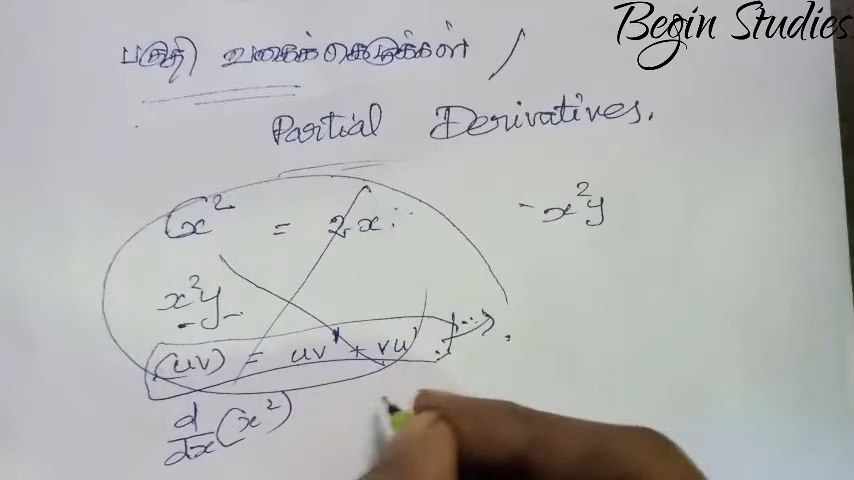 Begin Studies
பகுதி வகைக்கெழுக்கள் /
Partial Derivatives.
x² = 2x
- x²y
x²y
(uv) = uv' + vu'
d/dx (x²)